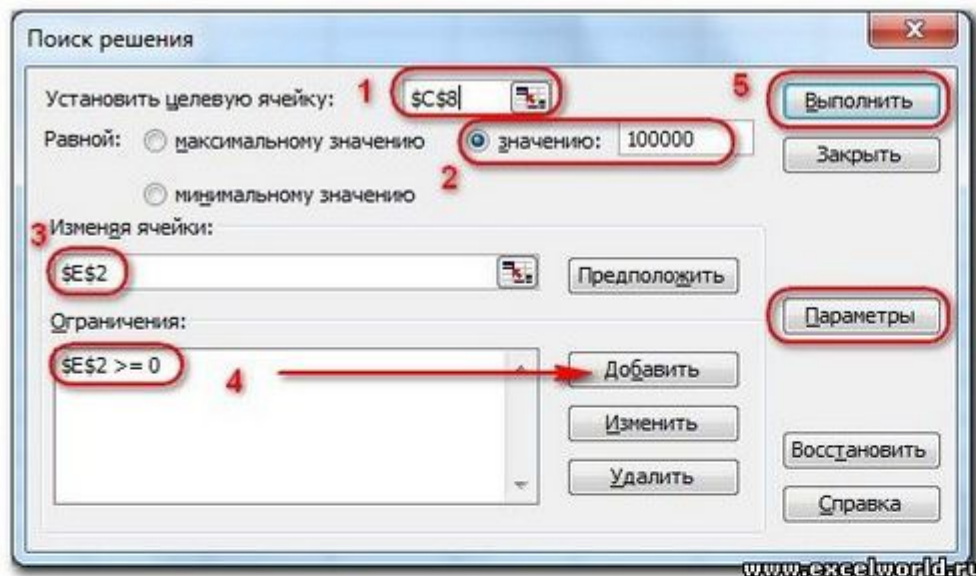 Поиск решения
Установить целевую ячейку: 1 $C$8 5 Выполнить
Равной: максимальному значению значению: 100000 Закрыть
2
минимальному значению
3 Изменяя ячейки:
$E$2 Предположить
Ограничения: Параметры
$E$2 >= 0 4 Добавить
Изменить
Восстановить
Удалить
Справка
www.excelworld.ru